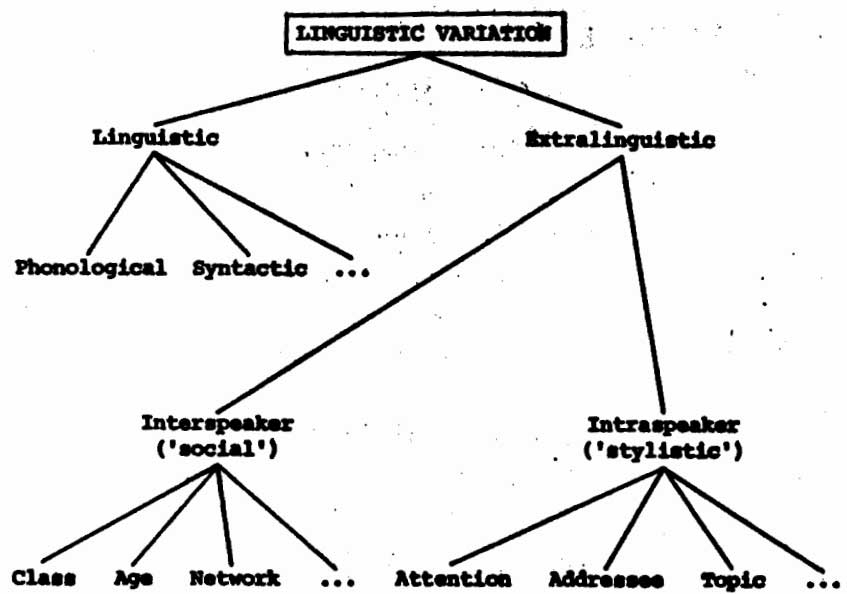 LINGUISTIC VARIATION
Linguistic Extralinguistic
Phonological Syntactic ...
Interspeaker Intraspeaker
('social') ('stylistic')
Class Age Network ... Attention Addressee Topic ...